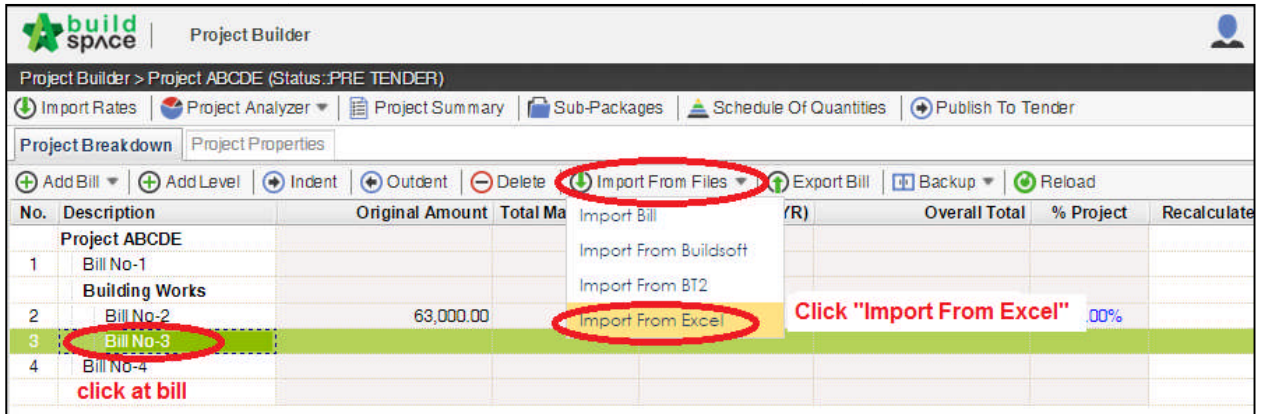 build space
Project Builder
Project Builder > Project ABCDE (Status::PRE TENDER)
Import Rates Project Analyzer Project Summary Sub-Packages Schedule Of Quantities Publish To Tender
Project Breakdown Project Properties
Add Bill Add Level Indent Outdent Delete Import From Files Export Bill Backup Reload
No. Description Original Amount Total Ma YR) Overall Total % Project Recalculate
Import Bill
Project ABCDE
Import From Buildsoft
1 Bill No-1
Building Works
Import From BT2
2 Bill No-2 63,000.00 .00%
Import From Excel
Click "Import From Excel"
3 Bill No-3
4 Bill No-4
click at bill